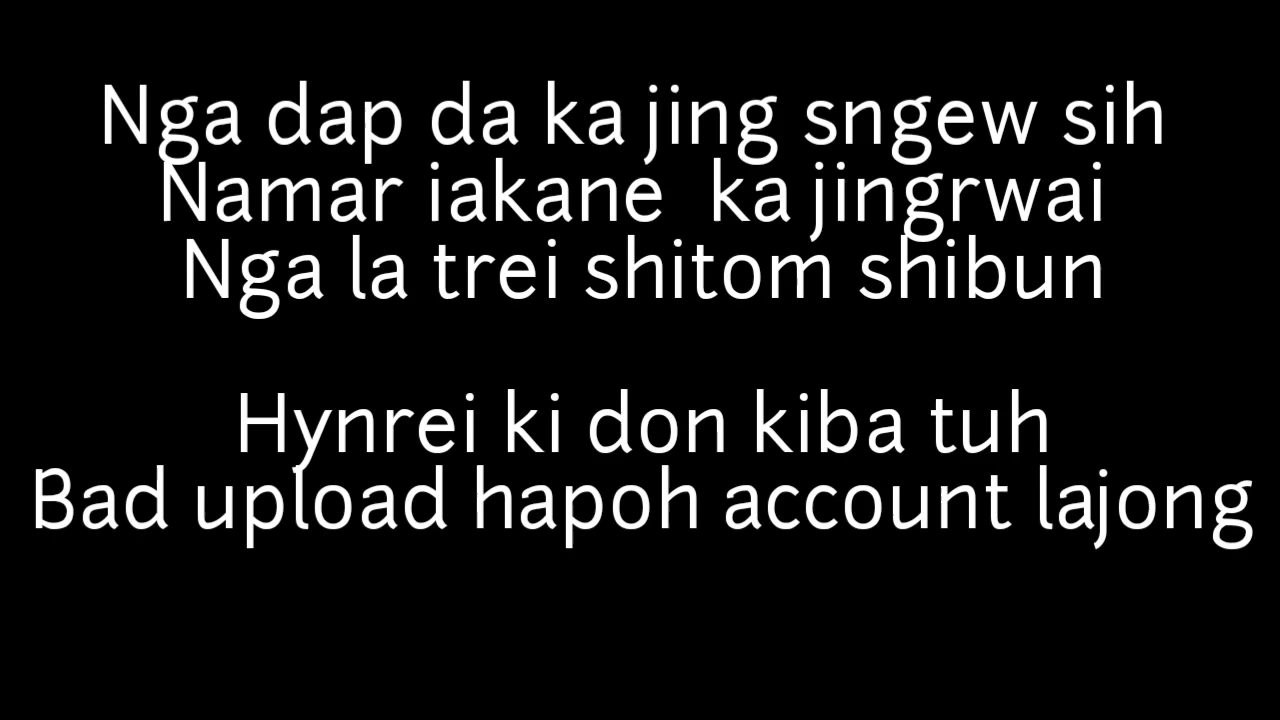 Nga dap da ka jing sngew sih
Namar iakane ka jingrwai
Nga la trei shitom shibun
Hynrei ki don kiba tuh
Bad upload hapoh account lajong